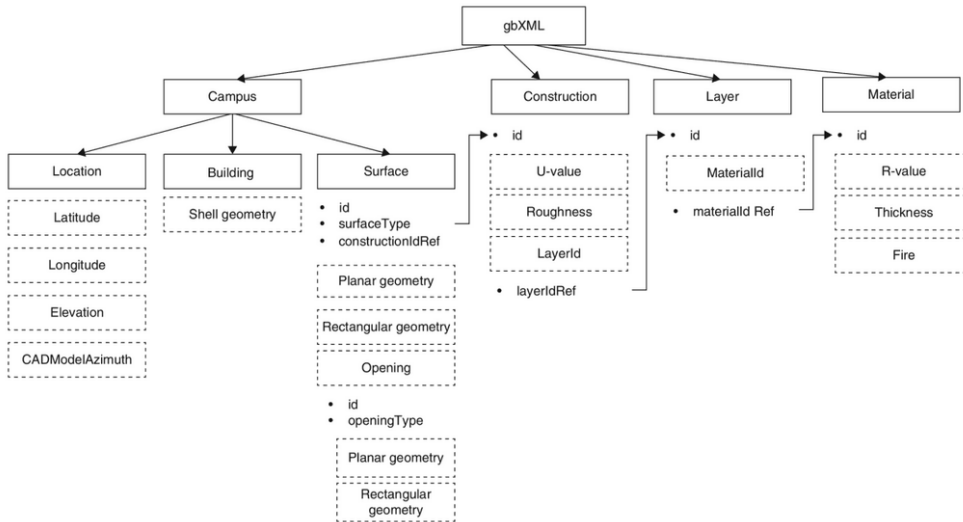 gbXML
Campus
Construction
Layer
Material
Location
Latitude
Longitude
Elevation
CADModelAzimuth
Building
Shell geometry
Surface
• id
• surfaceType
• constructionIdRef
Planar geometry
Rectangular geometry
Opening
• id
• openingType
Planar geometry
Rectangular
geometry
• id
U-value
Roughness
LayerId
• layerIdRef
• id
MaterialId
• materialId Ref
• id
R-value
Thickness
Fire